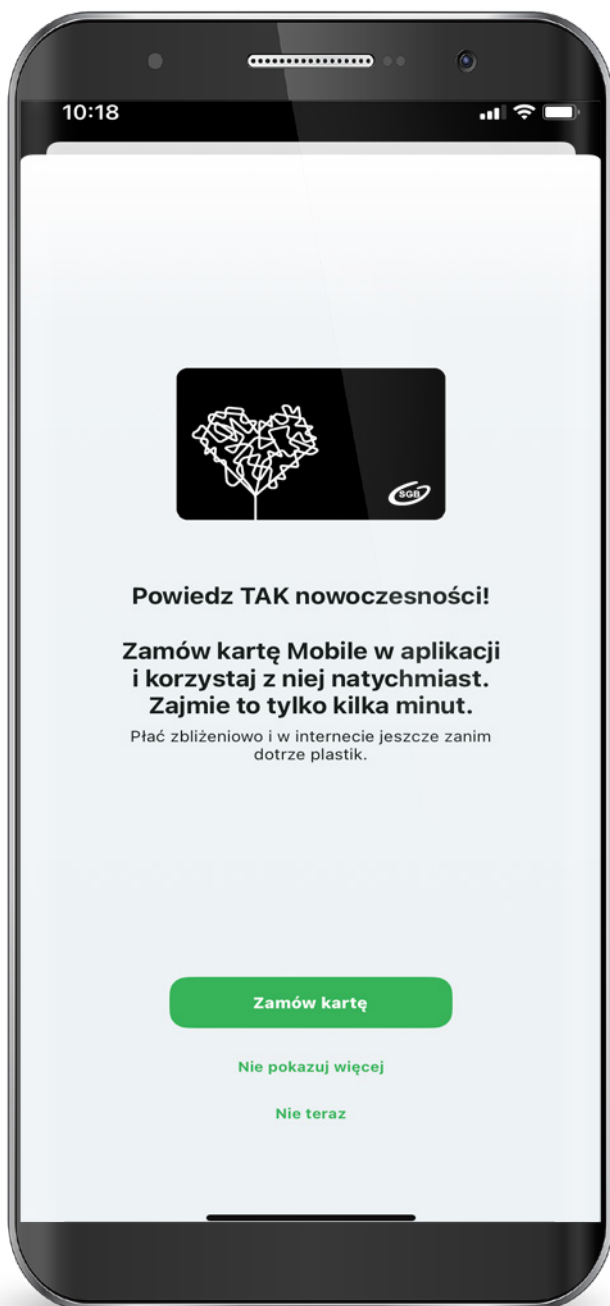 10:18
SGB
Powiedz TAK nowoczesności!
Zamów kartę Mobile w aplikacji
i korzystaj z niej natychmiast.
Zajmie to tylko kilka minut.
Płać zbliżeniowo i w internecie jeszcze zanim
dotrze plastik.
Zamów kartę
Nie pokazuj więcej
Nie teraz